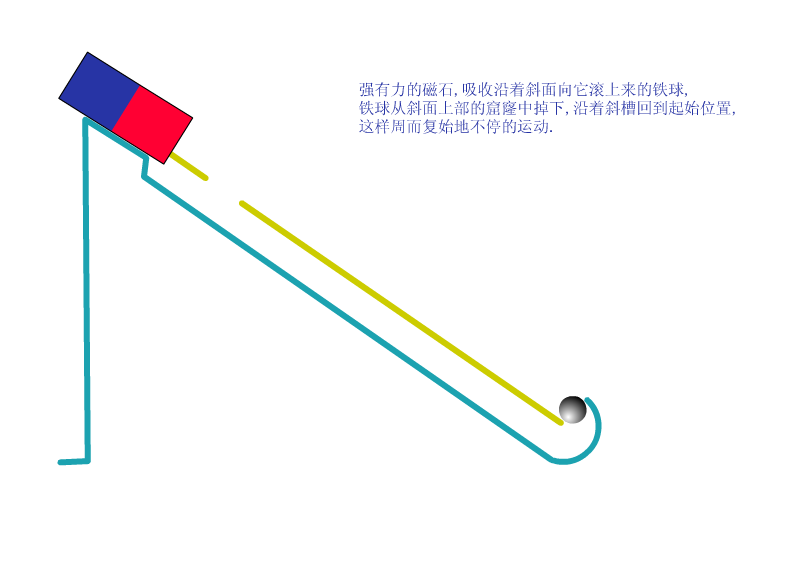 强有力的磁石,吸收沿着斜面向它滚上来的铁球,
铁球从斜面上部的窟窿中掉下,沿着斜槽回到起始位置,
这样周而复始地不停的运动.